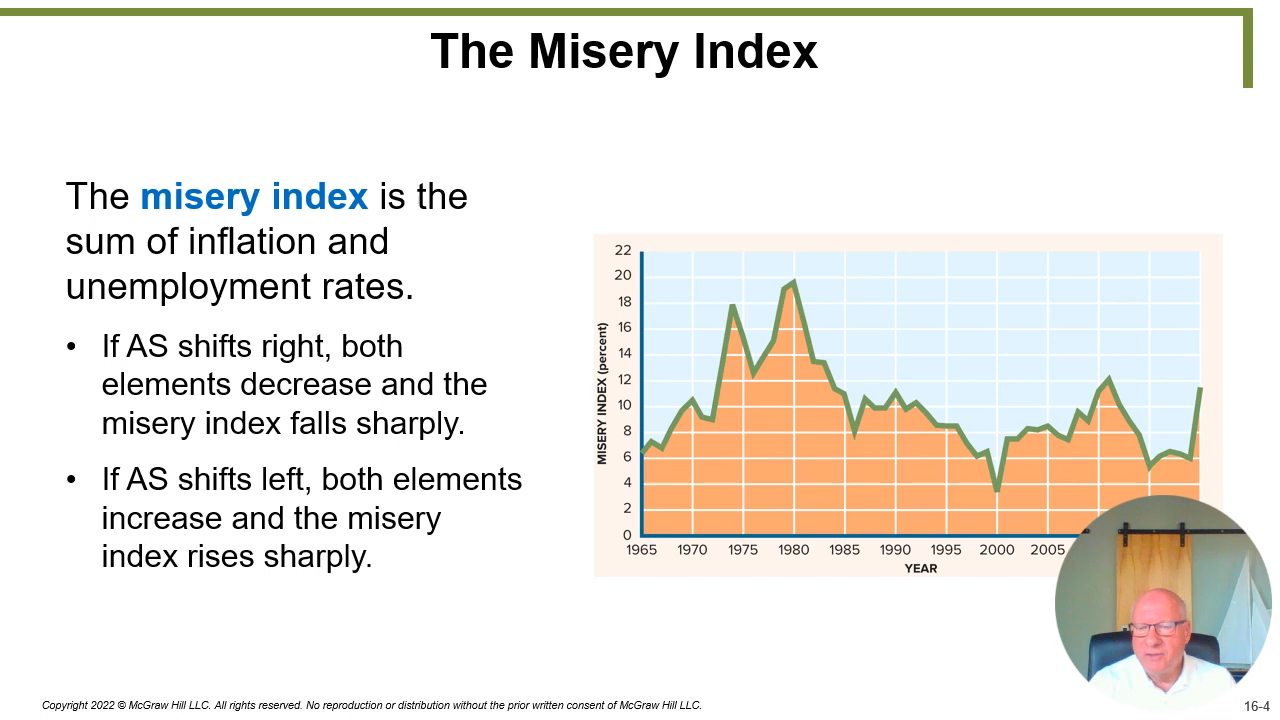 The Misery Index
The misery index is the
sum of inflation and
unemployment rates.
• If AS shifts right, both
elements decrease and the
misery index falls sharply.
• If AS shifts left, both elements
increase and the misery
index rises sharply.
MISERY INDEX (percent)
22
20
18
16
14
12
10
8
6
4
2
0
1965 1970 1975 1980 1985 1990 1995 2000 2005
YEAR
Copyright 2022 © McGraw Hill LLC. All rights reserved. No reproduction or distribution without the prior written consent of McGraw Hill LLC.
16-4